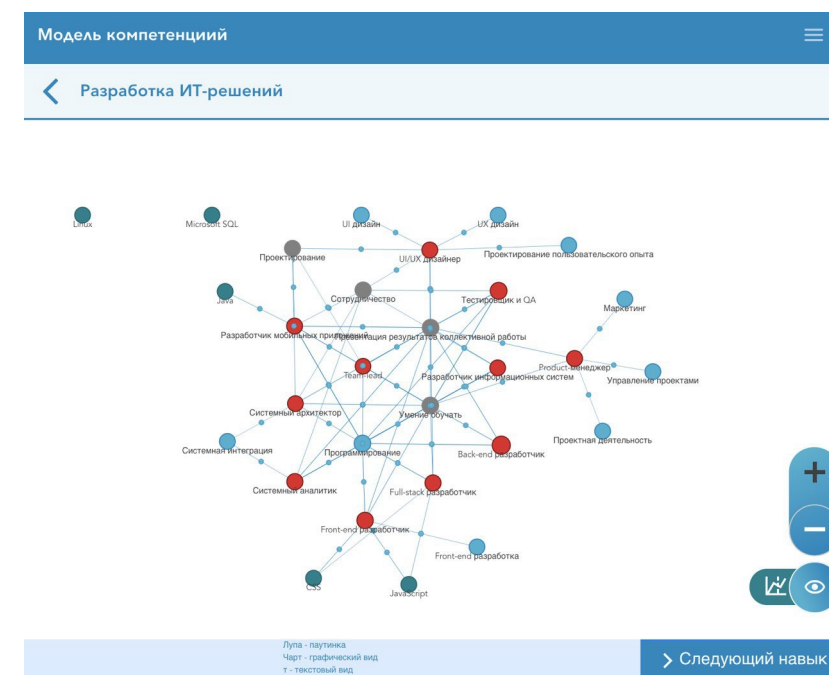 Модель компетенциий
Разработка ИТ-решений
Linux
Microsoft SQL
UI дизайн
UX дизайн
Проектирование
UI/UX дизайнер
Проектирование пользовательского опыта
Java
Сотрудничество
Тестировщик и QA
Маркетинг
Разработчик мобильных приложений
Презентация результатов коллективной работы
Team-lead
Разработчик информационных систем
Product-менеджер
Управление проектами
Системный архитектор
Умение обучать
Проектная деятельность
Системная интеграция
Программирование
Back-end разработчик
Системный аналитик
Full-stack разработчик
Front-end разработчик
Front-end разработка
CSS
JavaScript
Лупа - паутинка
Чарт - графический вид
т - текстовый вид
Следующий навык